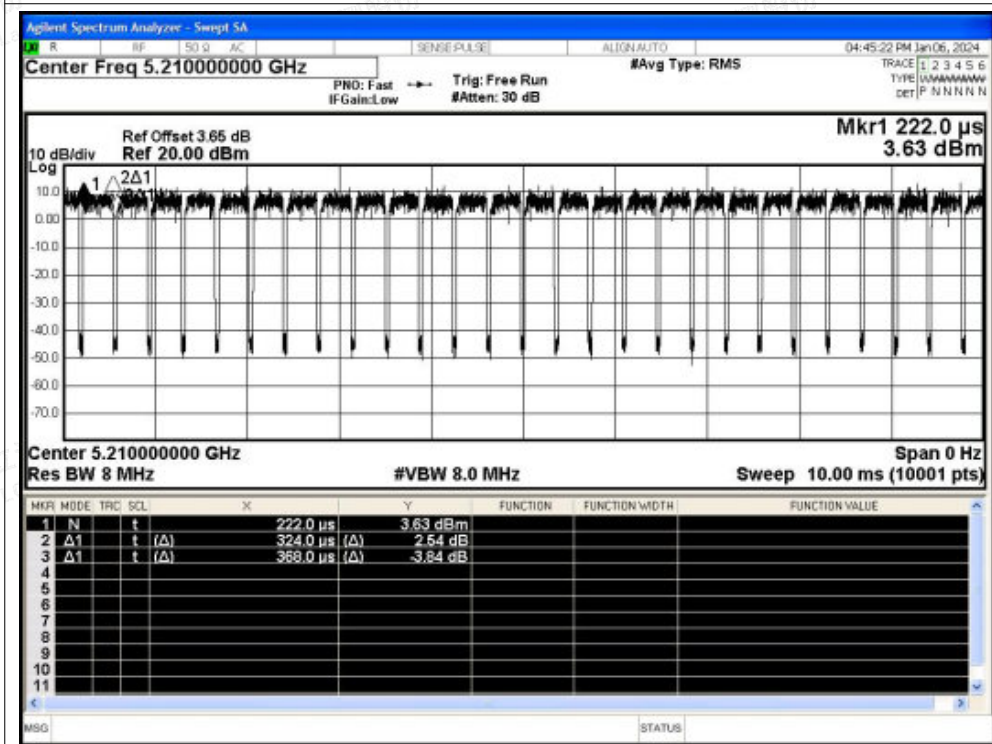 Agilent Spectrum Analyzer - Swept SA
R RF 50 Ω AC SENSE:PULSE ALIGN AUTO 04:45:22 PM Jan 06, 2024
Center Freq 5.210000000 GHz #Avg Type: RMS TRACE 1 2 3 4 5 6
PNO: Fast Trig: Free Run TYPE
IFGain:Low #Atten: 30 dB DET P N N N N N
Mkr1 222.0 µs
Ref Offset 3.65 dB
10 dB/div Ref 20.00 dBm 3.63 dBm
Log
1 2Δ1
10.0
0.00
-10.0
-20.0
-30.0
-40.0
-50.0
-60.0
-70.0
Center 5.210000000 GHz Span 0 Hz
Res BW 8 MHz #VBW 8.0 MHz Sweep 10.00 ms (10001 pts)
MKR MODE TRC SCL X Y FUNCTION FUNCTION WIDTH FUNCTION VALUE
1 N t 222.0 µs 3.63 dBm
2 Δ1 t (Δ) 324.0 µs (Δ) 2.54 dB
3 Δ1 t (Δ) 368.0 µs (Δ) -3.84 dB
4
5
6
7
8
9
10
11
MSG STATUS